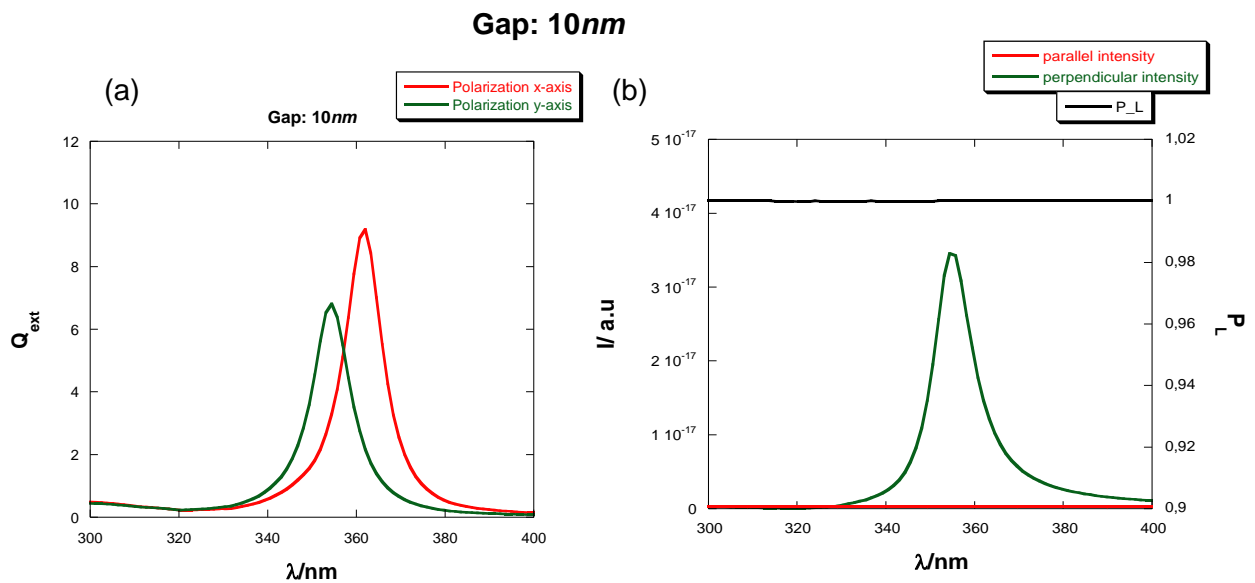 Gap: 10nm
(a)
Polarization x-axis
Polarization y-axis
Gap: 10nm
12
10
8
6
4
2
0
300
320
340
360
380
400
Q_ext
λ/nm
(b)
parallel intensity
perpendicular intensity
P_L
5 10⁻¹⁷
4 10⁻¹⁷
3 10⁻¹⁷
2 10⁻¹⁷
1 10⁻¹⁷
0
I/ a.u
1,02
1
0,98
0,96
0,94
0,92
0,9
P_L
300
320
340
360
380
400
λ/nm